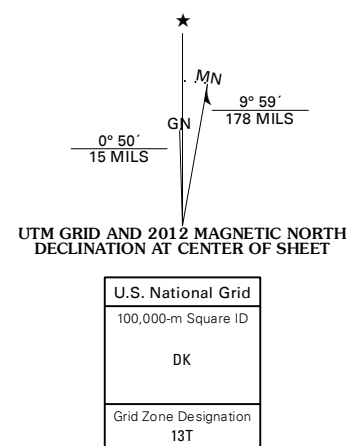 ★
MN
GN
9° 59´
178 MILS
0° 50´
15 MILS
UTM GRID AND 2012 MAGNETIC NORTH
DECLINATION AT CENTER OF SHEET
U.S. National Grid
100,000-m Square ID
DK
Grid Zone Designation
13T